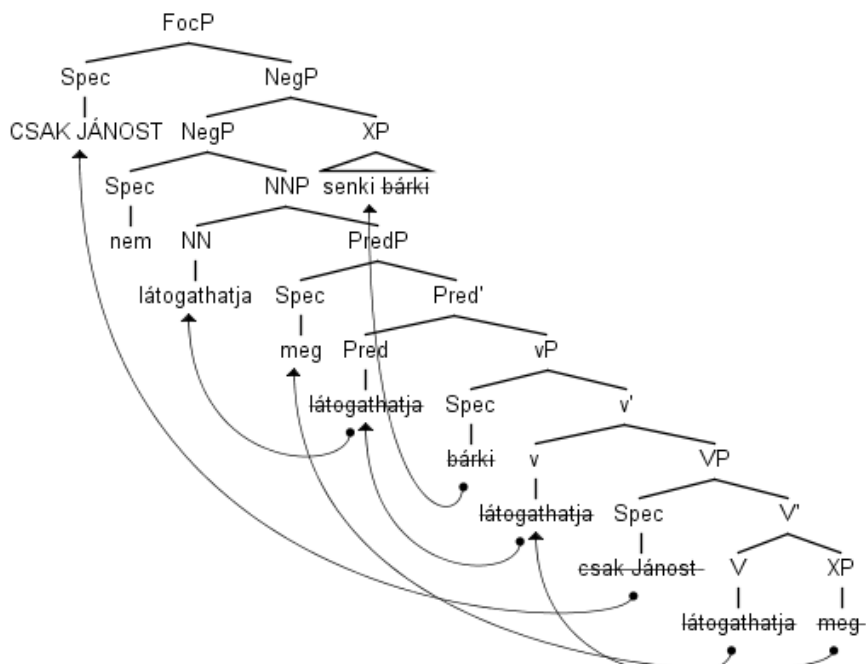 FocP
Spec NegP
CSAK JÁNOST NegP XP
Spec NNP senki bárki
nem NN PredP
látogathatja Spec Pred'
meg Pred vP
látogathatja Spec v'
bárki v VP
látogathatja Spec V'
csak Jánost V XP
látogathatja meg